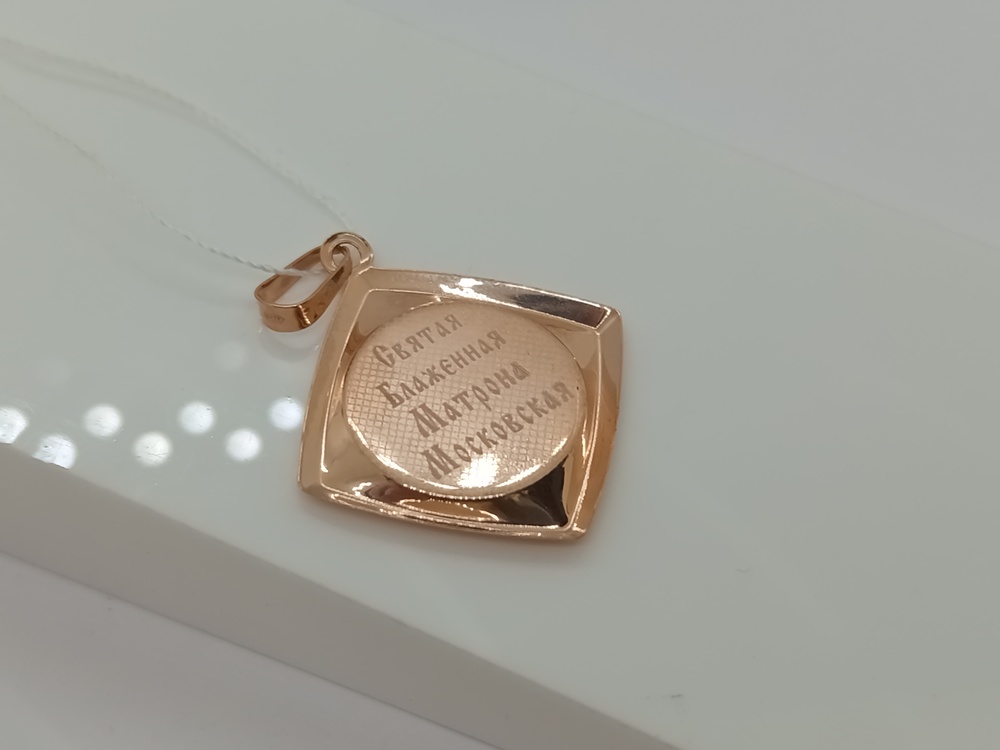 Святая
Блаженная
Матрона
Московская